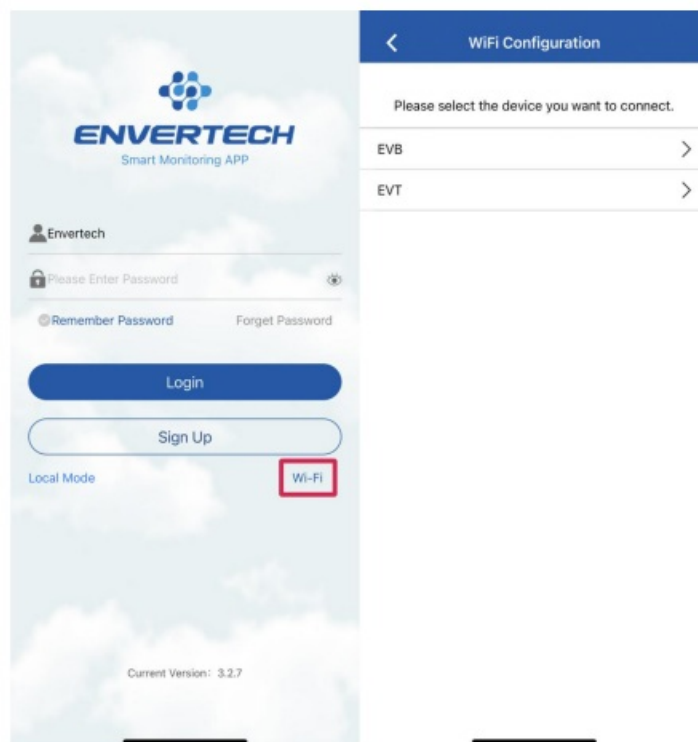 ENVERTECH
Smart Monitoring APP
Envertech
Please Enter Password
Remember Password
Forget Password
Login
Sign Up
Local Mode
Wi-Fi
Current Version: 3.2.7
WiFi Configuration
Please select the device you want to connect.
EVB
EVT